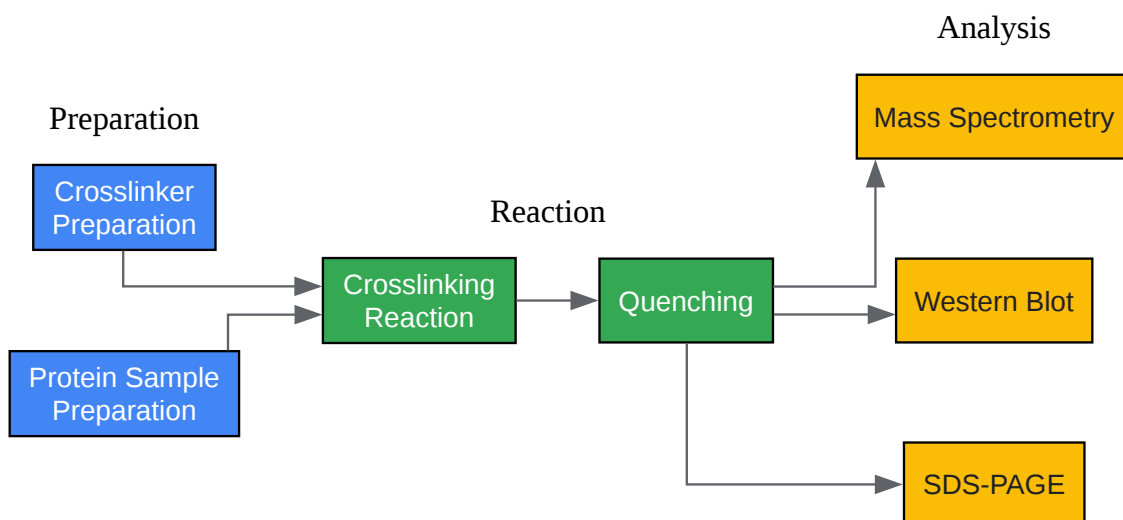 Preparation
Crosslinker
Preparation
Protein Sample
Preparation
Reaction
Crosslinking
Reaction
Quenching
Analysis
Mass Spectrometry
Western Blot
SDS-PAGE